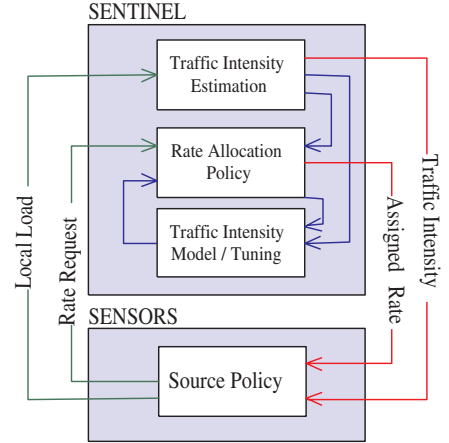 SENTINEL
Traffic Intensity
Estimation
Rate Allocation
Policy
Traffic Intensity
Model / Tuning
Local Load
Rate Request
Assigned Rate
Traffic Intensity
SENSORS
Source Policy